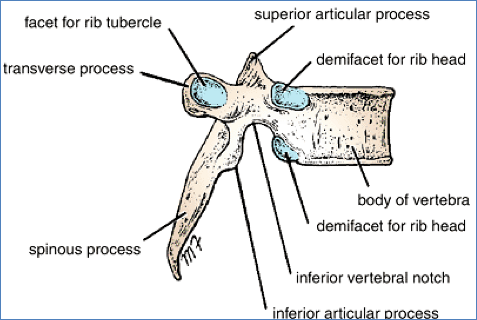 superior articular process
facet for rib tubercle
demifacet for rib head
transverse process
body of vertebra
demifacet for rib head
spinous process
inferior vertebral notch
inferior articular process